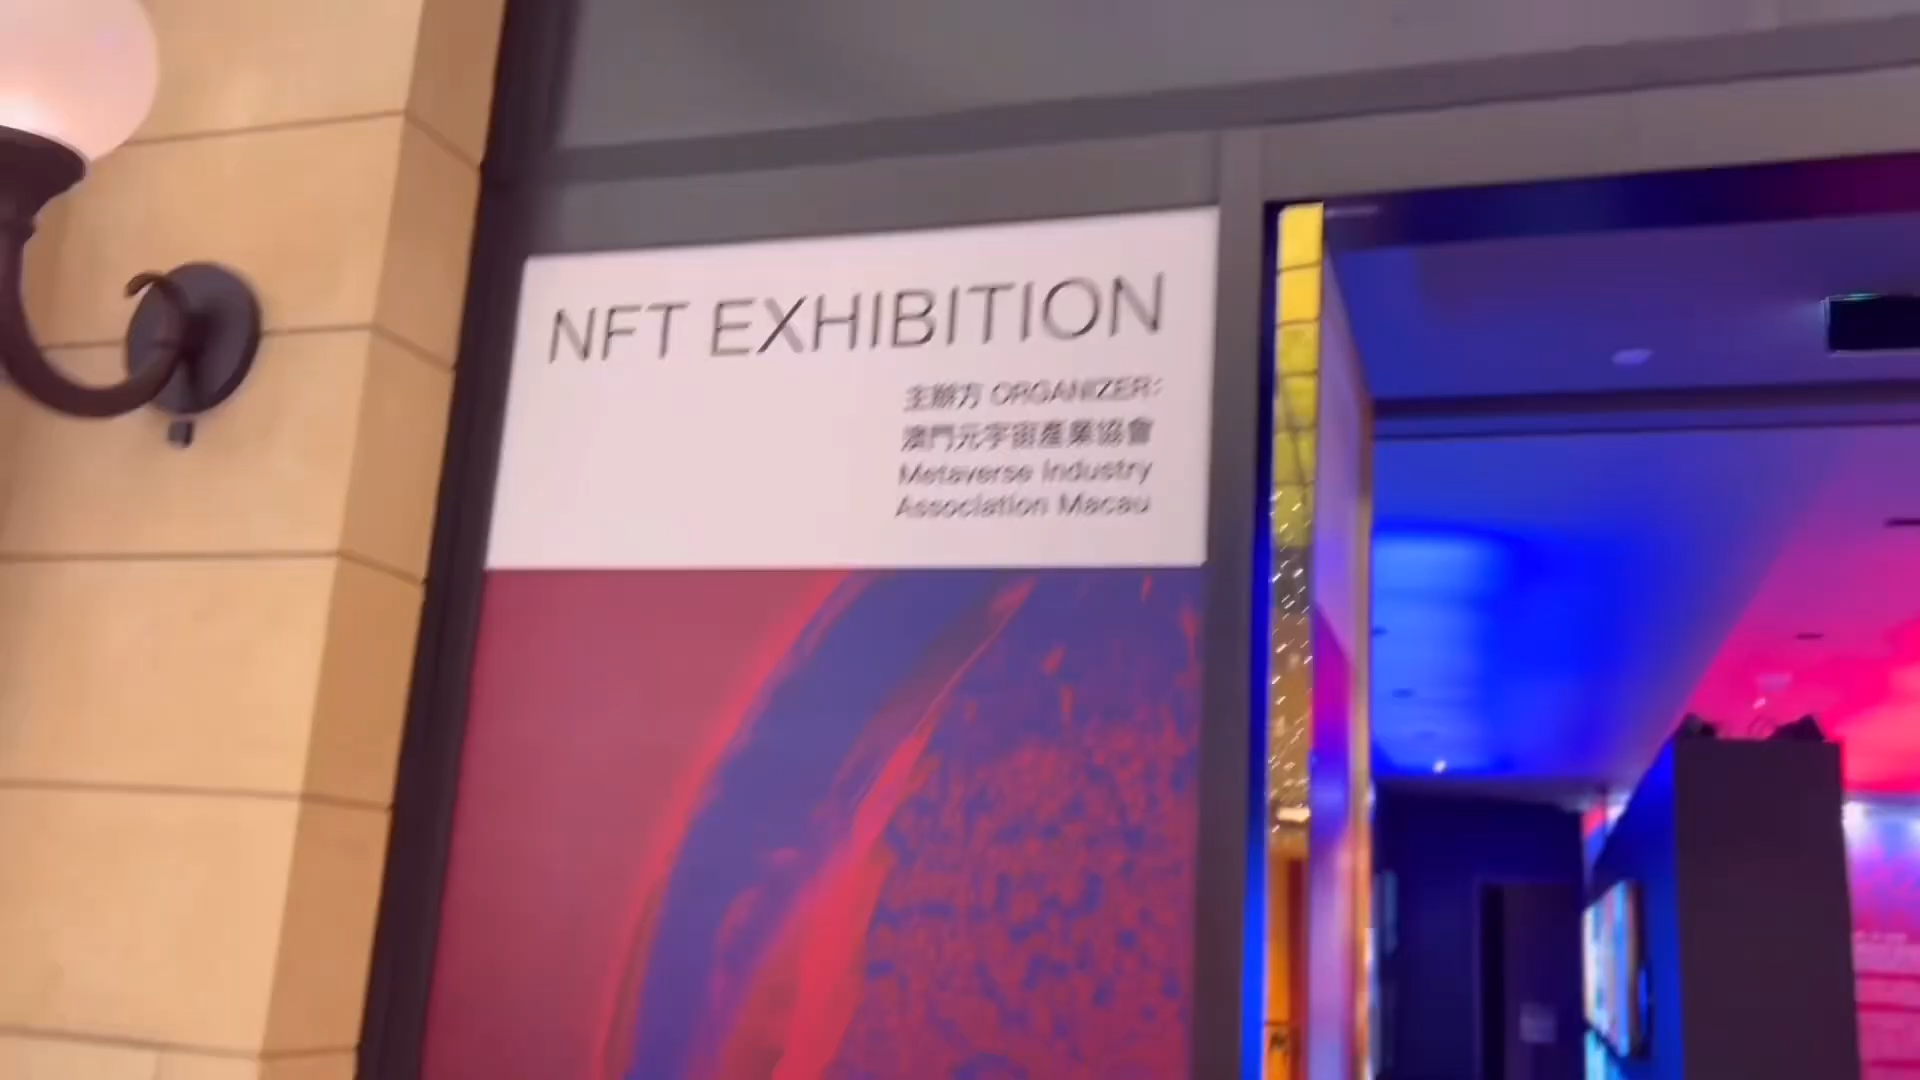 NFT EXHIBITION
主辦方 ORGANIZER:
澳門元宇宙產業協會
Metaverse Industry
Association Macau